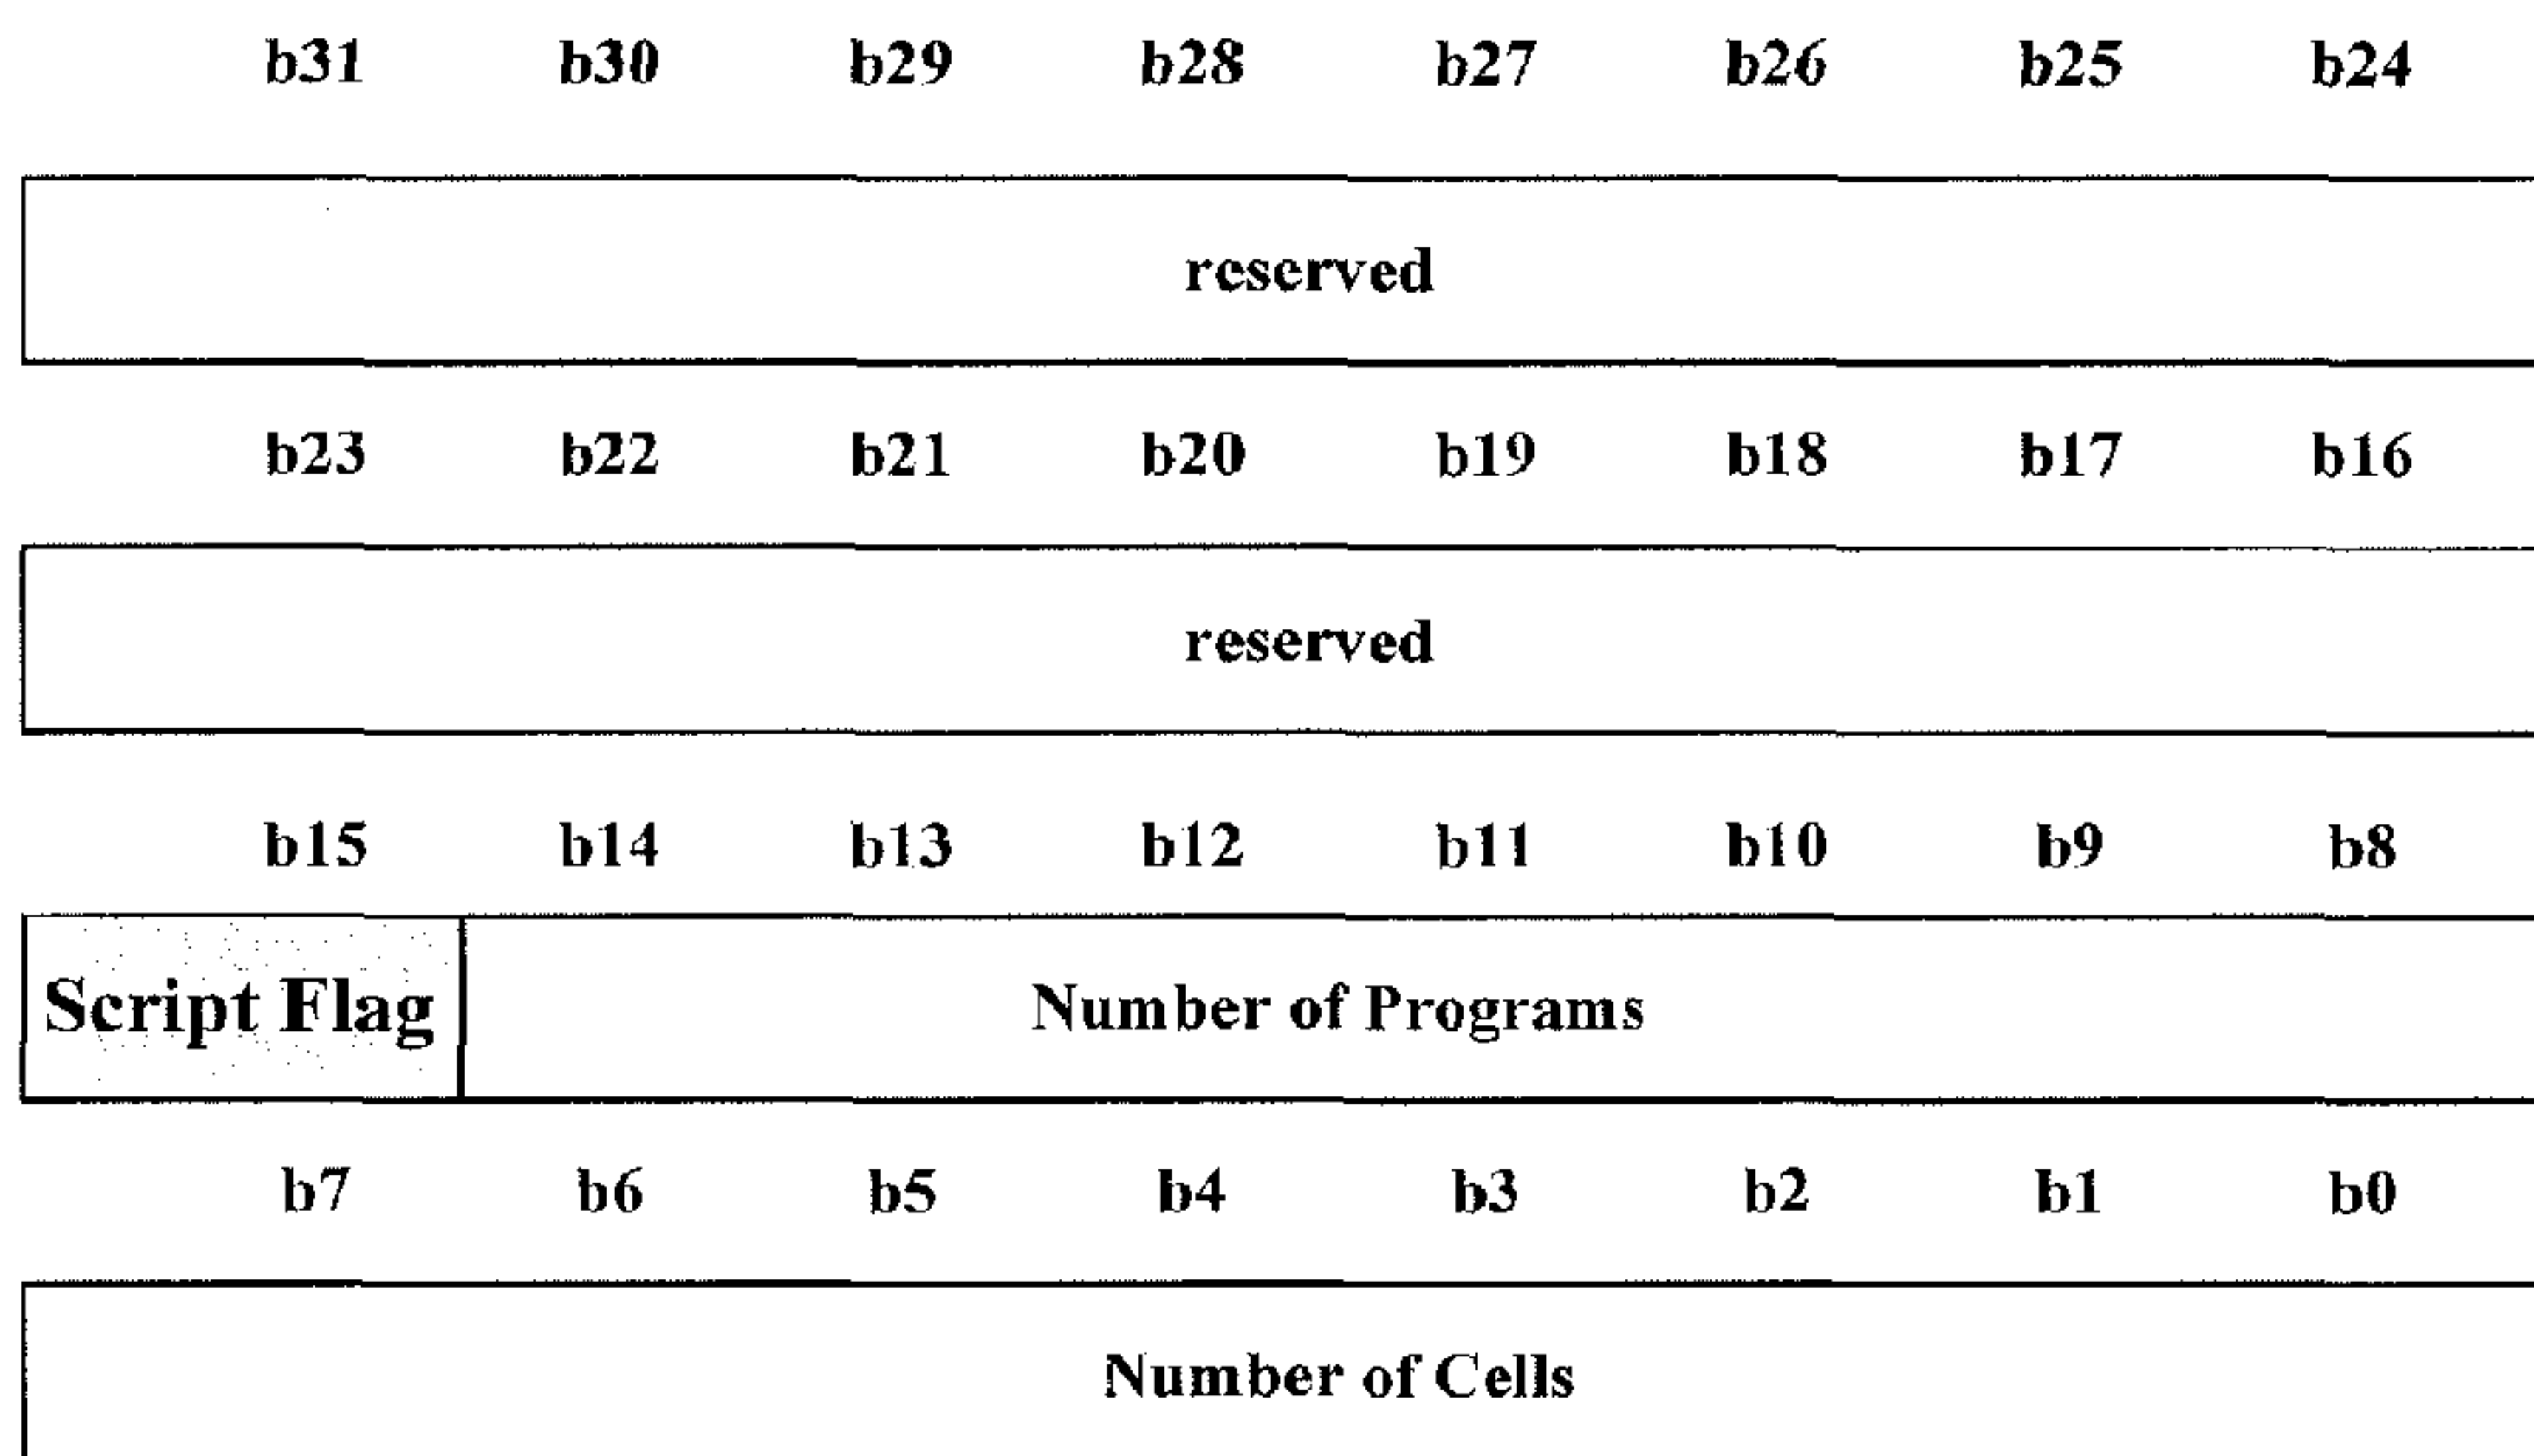 b31 b30 b29 b28 b27 b26 b25 b24
reserved
b23 b22 b21 b20 b19 b18 b17 b16
reserved
b15 b14 b13 b12 b11 b10 b9 b8
Script Flag Number of Programs
b7 b6 b5 b4 b3 b2 b1 b0
Number of Cells